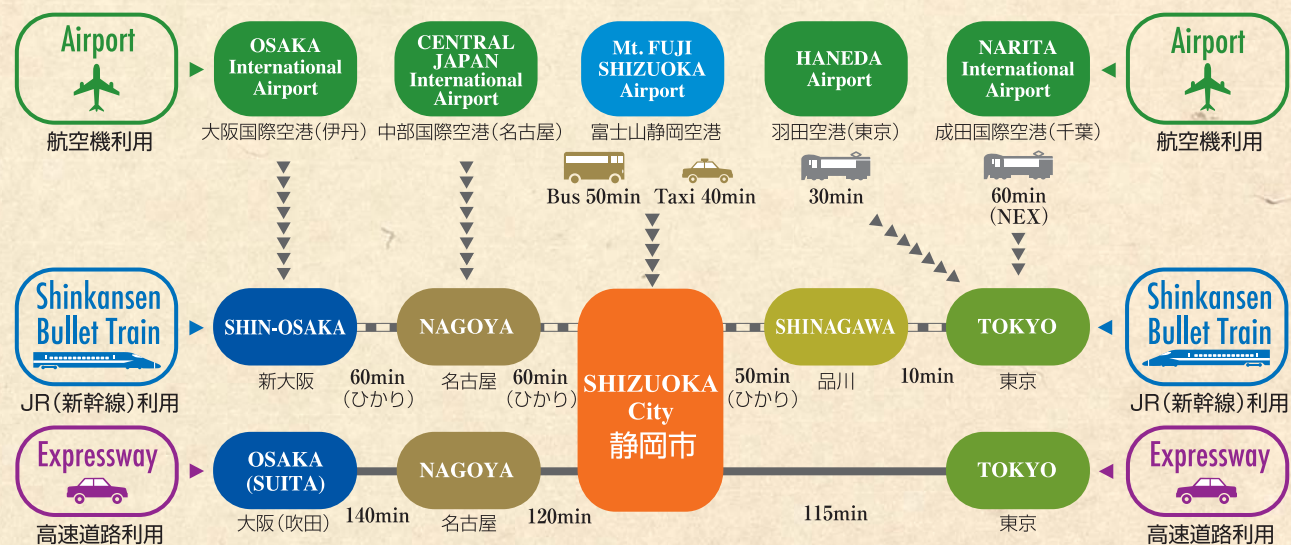 Airport
航空機利用
OSAKA
International
Airport
大阪国際空港(伊丹)
CENTRAL
JAPAN
International
Airport
中部国際空港(名古屋)
Mt. FUJI
SHIZUOKA
Airport
富士山静岡空港
Bus 50min
Taxi 40min
HANEDA
Airport
羽田空港(東京)
30min
NARITA
International
Airport
成田国際空港(千葉)
60min
(NEX)
Airport
航空機利用
Shinkansen
Bullet Train
JR(新幹線)利用
SHIN-OSAKA
新大阪
60min
(ひかり)
NAGOYA
名古屋
60min
(ひかり)
SHIZUOKA
City
静岡市
50min
(ひかり)
SHINAGAWA
品川
10min
TOKYO
東京
Shinkansen
Bullet Train
JR(新幹線)利用
Expressway
高速道路利用
OSAKA
(SUITA)
大阪(吹田)
140min
NAGOYA
名古屋
120min
115min
TOKYO
東京
Expressway
高速道路利用